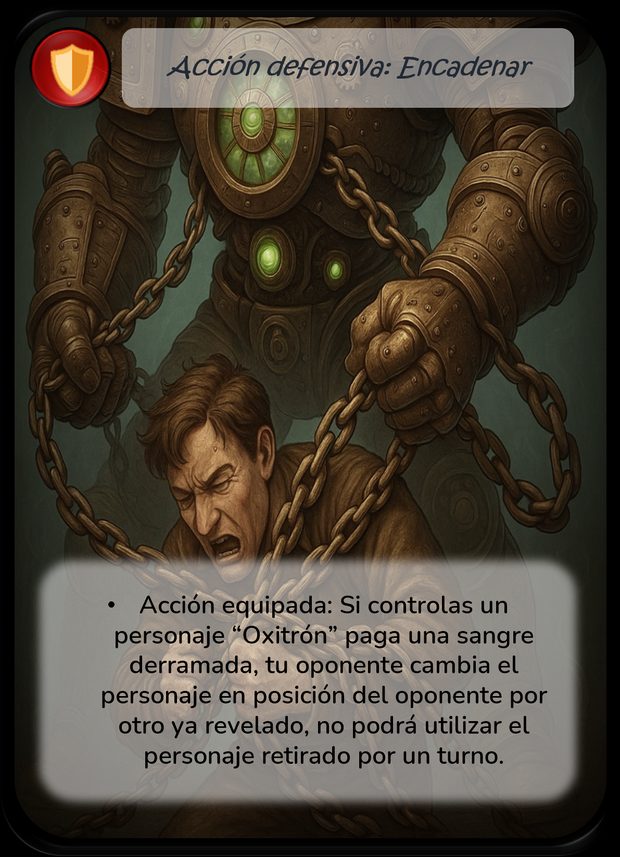 Acción defensiva: Encadenar
• Acción equipada: Si controlas un
personaje “Oxitrón” paga una sangre
derramada, tu oponente cambia el
personaje en posición del oponente por
otro ya revelado, no podrá utilizar el
personaje retirado por un turno.